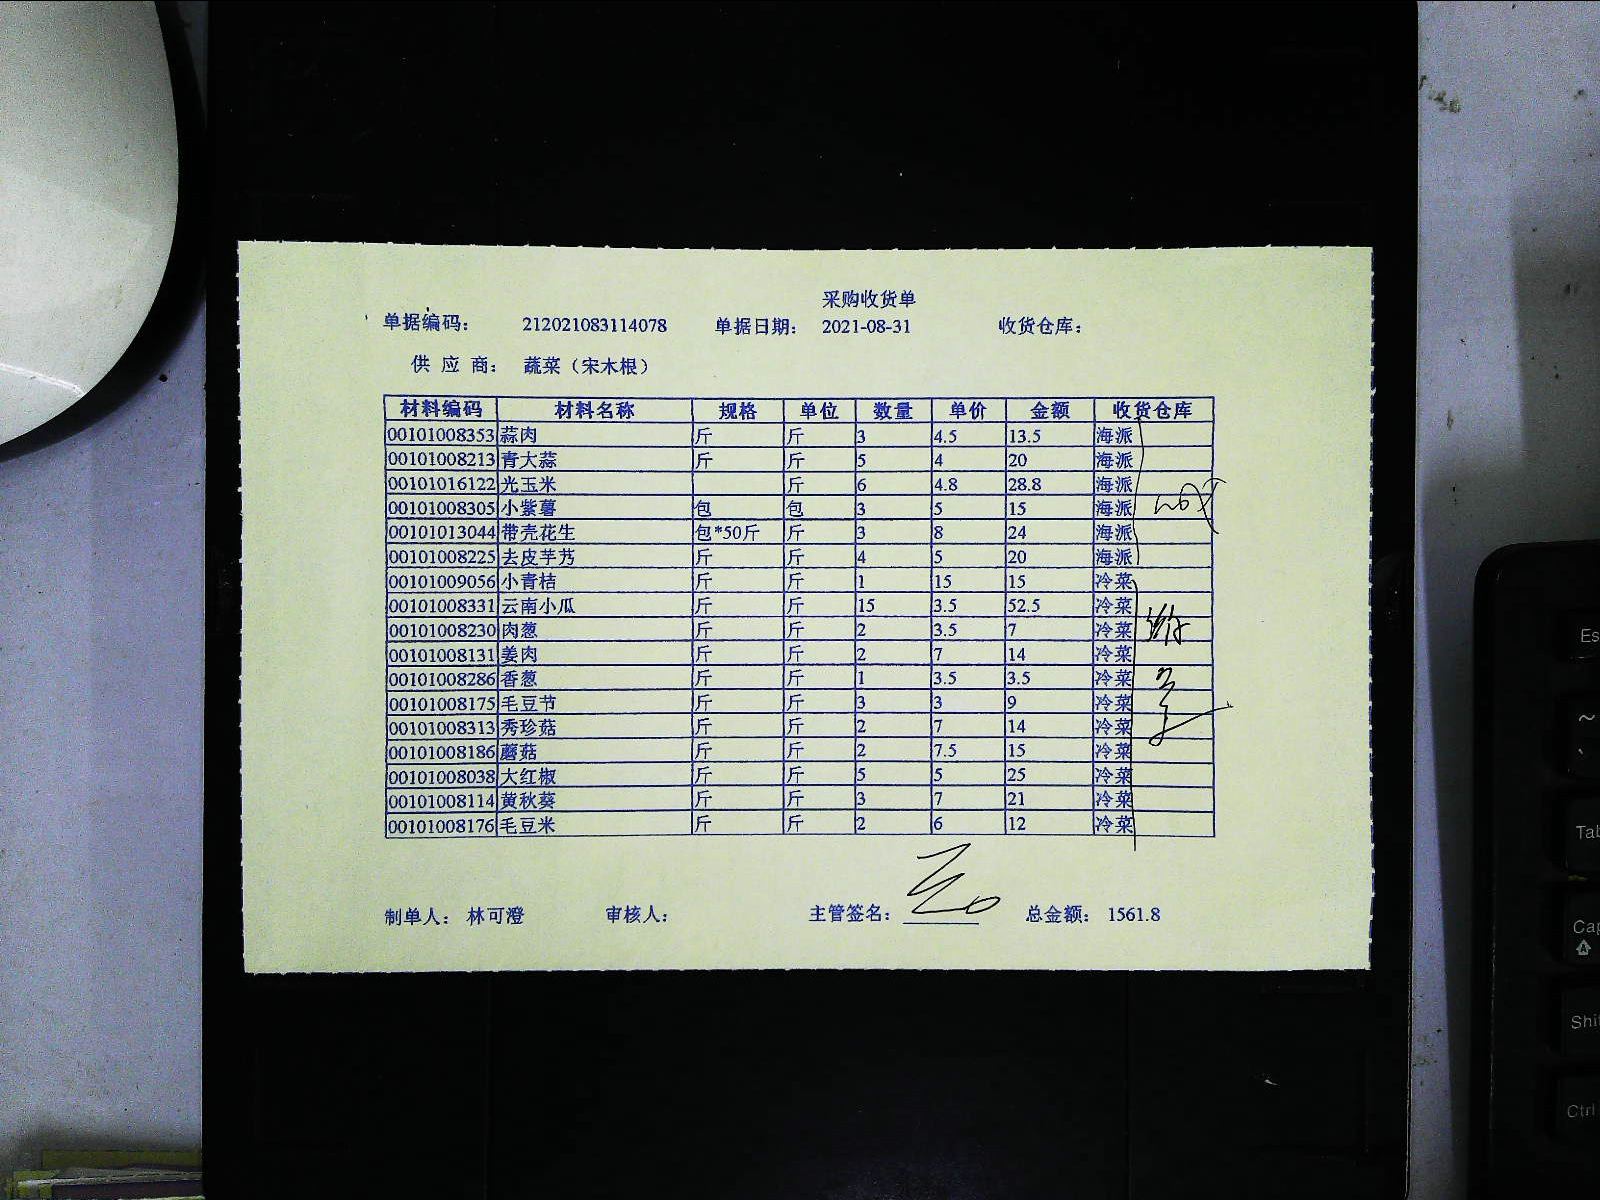 采购收货单
单据编码： 212021083114078 单据日期： 2021-08-31 收货仓库：
供 应 商： 蔬菜（宋木根）
材料编码 材料名称 规格 单位 数量 单价 金额 收货仓库
00101008353 蒜肉 斤 斤 3 4.5 13.5 海派
00101008213 青大蒜 斤 斤 5 4 20 海派
00101016122 光玉米 斤 6 4.8 28.8 海派
00101008305 小紫薯 包 包 3 5 15 海派
00101013044 带壳花生 包*50斤 斤 3 8 24 海派
00101008225 去皮芋艿 斤 斤 4 5 20 海派
00101009056 小青桔 斤 斤 1 15 15 冷菜
00101008331 云南小瓜 斤 斤 15 3.5 52.5 冷菜
00101008230 肉葱 斤 斤 2 3.5 7 冷菜
00101008131 姜肉 斤 斤 2 7 14 冷菜
00101008286 香葱 斤 斤 1 3.5 3.5 冷菜
00101008175 毛豆节 斤 斤 3 3 9 冷菜
00101008313 秀珍菇 斤 斤 2 7 14 冷菜
00101008186 蘑菇 斤 斤 2 7.5 15 冷菜
00101008038 大红椒 斤 斤 5 5 25 冷菜
00101008114 黄秋葵 斤 斤 3 7 21 冷菜
00101008176 毛豆米 斤 斤 2 6 12 冷菜
制单人： 林可澄 审核人： 主管签名： 总金额： 1561.8
Es
~
Tab
Cap
Shi
Ctrl